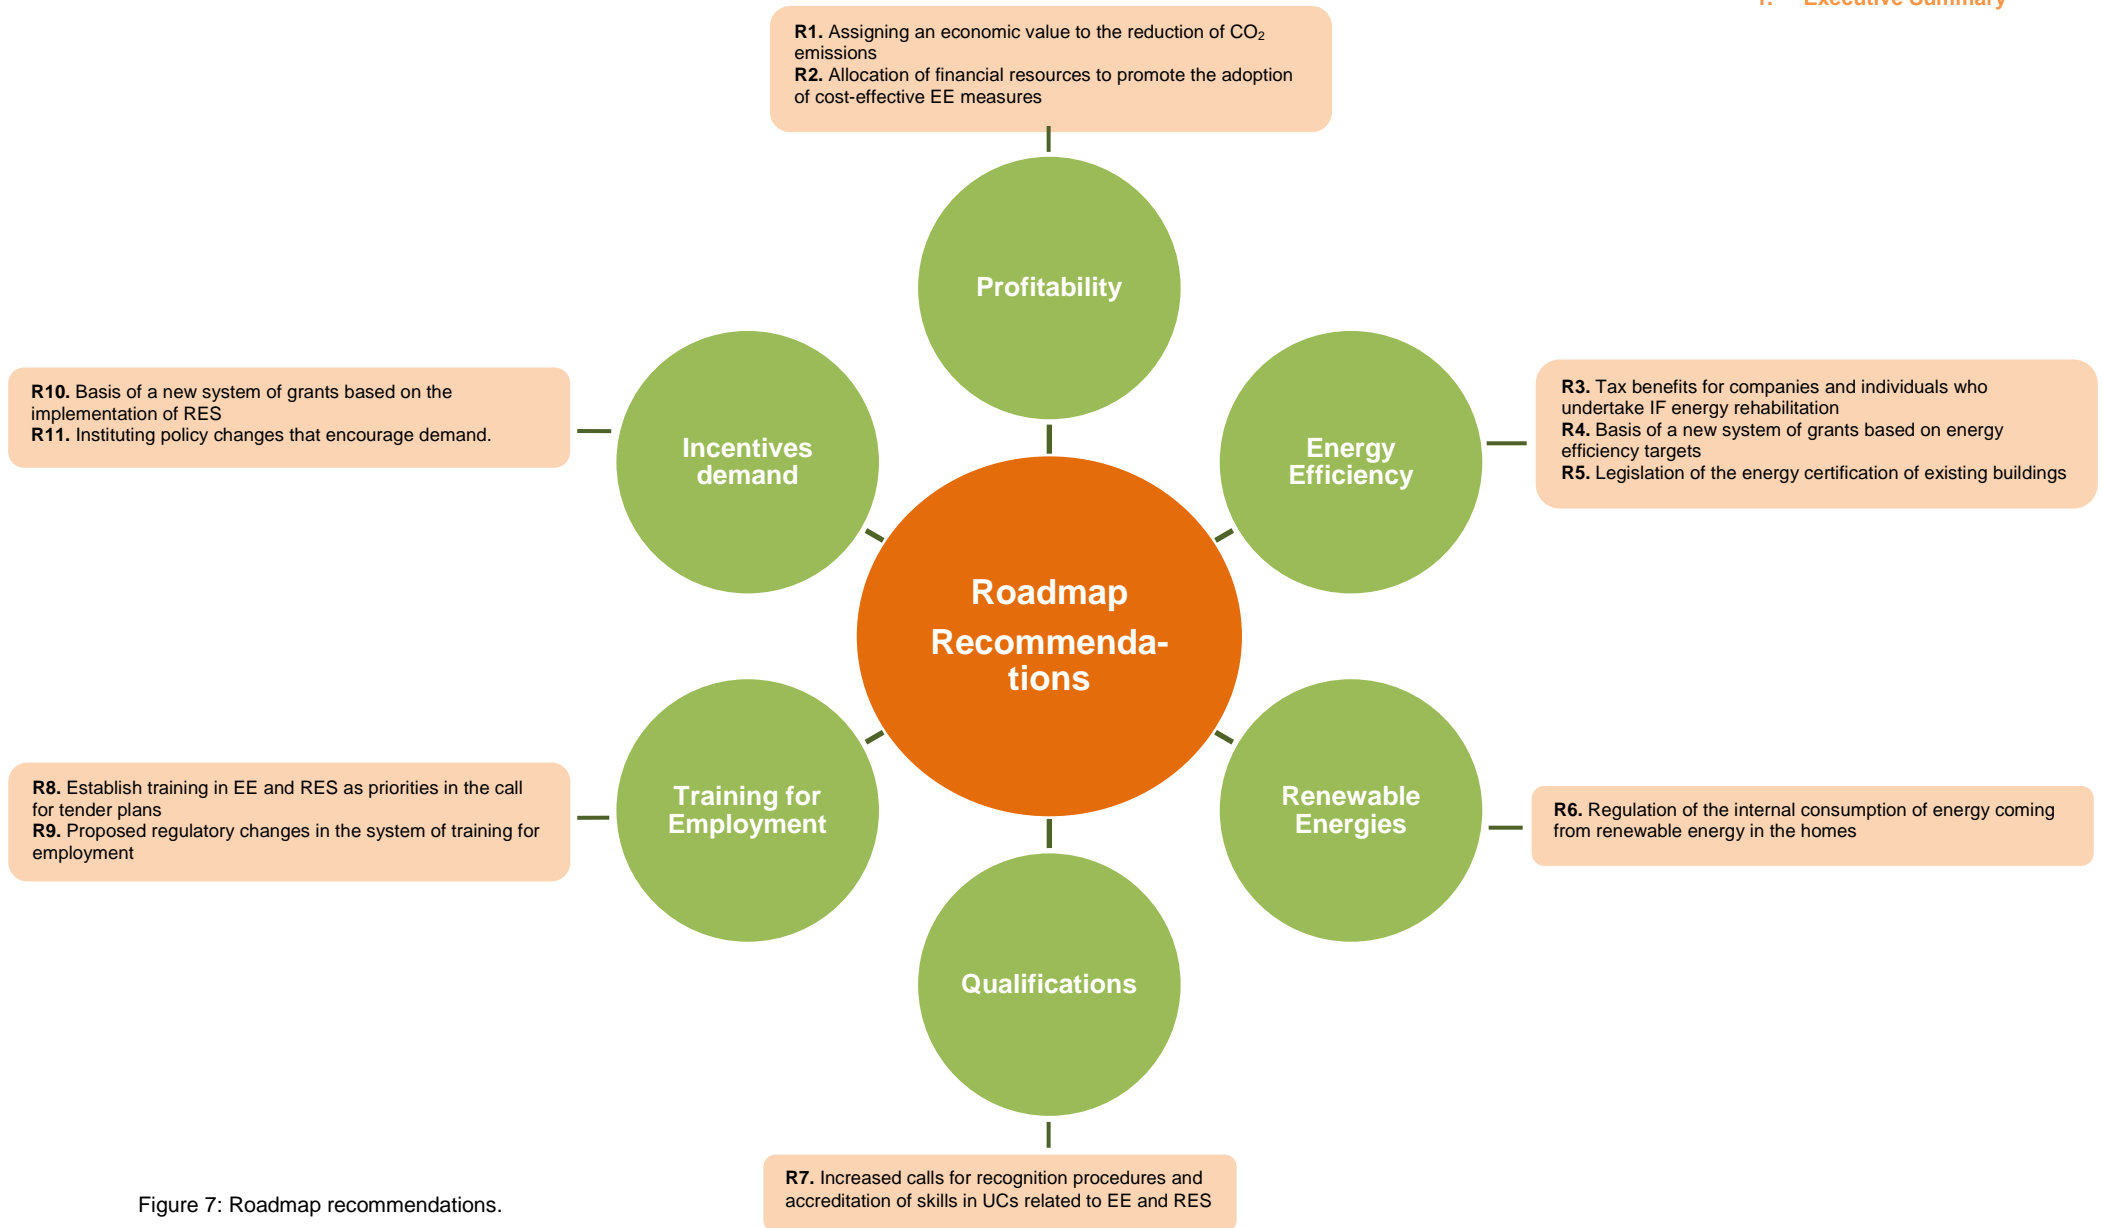 1. Executive Summary
R1. Assigning an economic value to the reduction of CO₂
emissions
R2. Allocation of financial resources to promote the adoption
of cost-effective EE measures
Profitability
R10. Basis of a new system of grants based on the
implementation of RES
R11. Instituting policy changes that encourage demand.
Incentives
demand
Energy
Efficiency
R3. Tax benefits for companies and individuals who
undertake IF energy rehabilitation
R4. Basis of a new system of grants based on energy
efficiency targets
R5. Legislation of the energy certification of existing buildings
Roadmap
Recommenda-
tions
R8. Establish training in EE and RES as priorities in the call
for tender plans
R9. Proposed regulatory changes in the system of training for
employment
Training for
Employment
Renewable
Energies
R6. Regulation of the internal consumption of energy coming
from renewable energy in the homes
Qualifications
R7. Increased calls for recognition procedures and
accreditation of skills in UCs related to EE and RES
Figure 7: Roadmap recommendations.